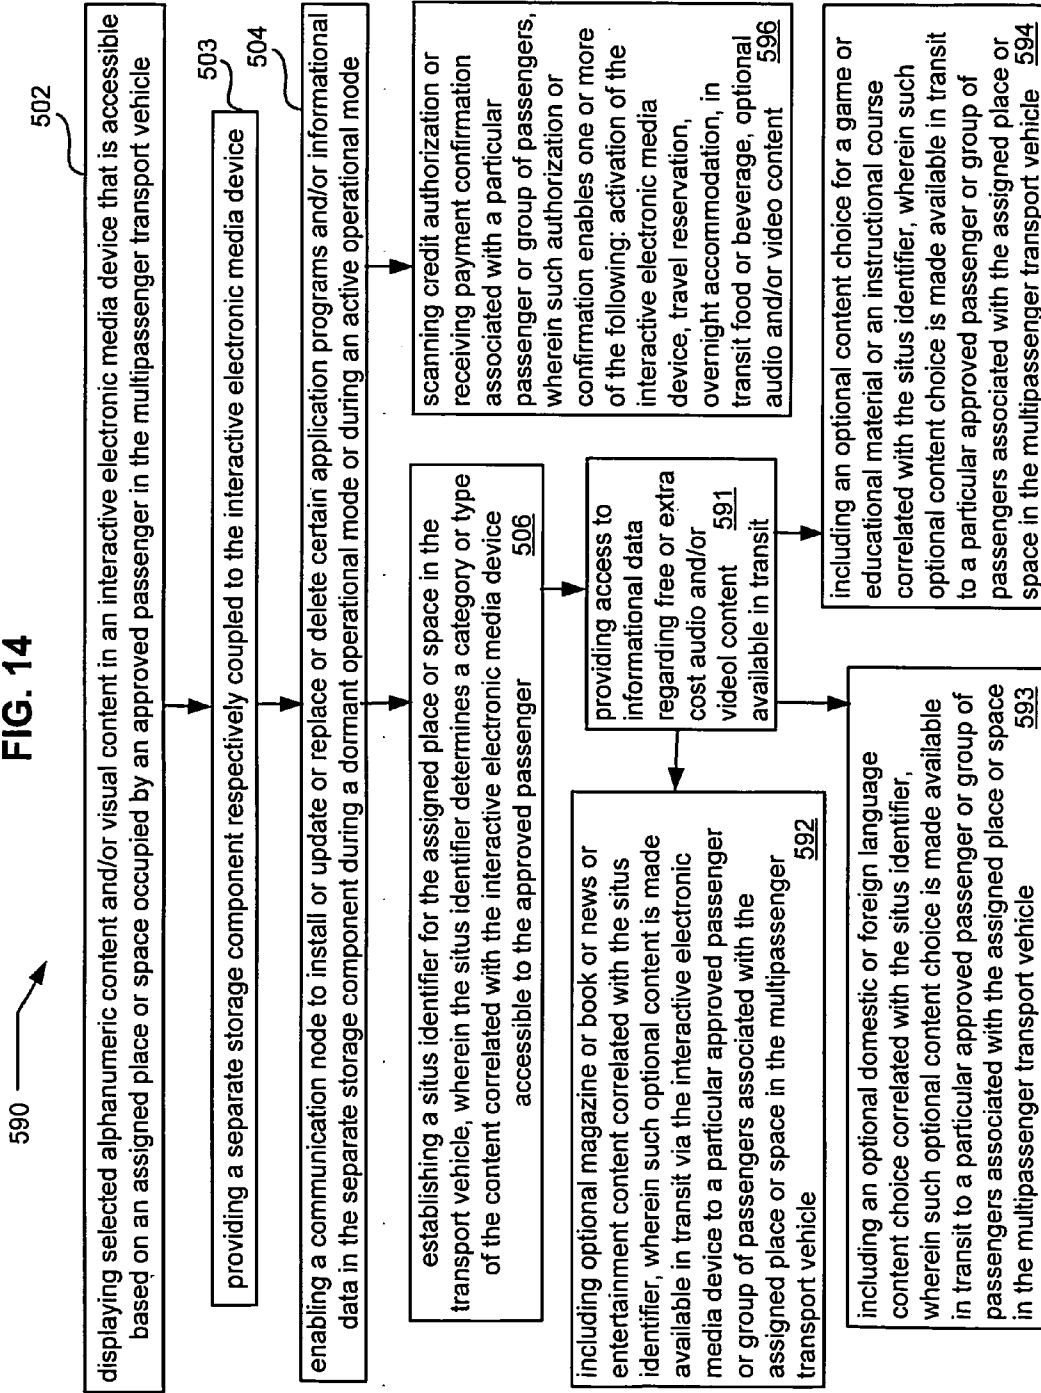 FIG. 14
590
502
displaying selected alphanumeric content and/or visual content in an interactive electronic media device that is accessible
based on an assigned place or space occupied by an approved passenger in the multipassenger transport vehicle
503
providing a separate storage component respectively coupled to the interactive electronic media device
504
enabling a communication node to install or update or replace or delete certain application programs and/or informational
data in the separate storage component during a dormant operational mode or during an active operational mode
establishing a situs identifier for the assigned place or space in the
transport vehicle, wherein the situs identifier determines a category or type
of the content correlated with the interactive electronic media device
accessible to the approved passenger
506
scanning credit authorization or
receiving payment confirmation
associated with a particular
passenger or group of passengers,
wherein such authorization or
confirmation enables one or more
of the following: activation of the
interactive electronic media
device, travel reservation,
overnight accommodation, in
transit food or beverage, optional
audio and/or video content
596
providing access to
informational data
regarding free or extra
cost audio and/or
videol content 591
available in transit
including optional magazine or book or news or
entertainment content correlated with the situs
identifier, wherein such optional content is made
available in transit via the interactive electronic
media device to a particular approved passenger
or group of passengers associated with the
assigned place or space in the multipassenger
transport vehicle 592
including an optional domestic or foreign language
content choice correlated with the situs identifier,
wherein such optional content choice is made available
in transit to a particular approved passenger or group of
passengers associated with the assigned place or space
in the multipassenger transport vehicle 593
including an optional content choice for a game or
educational material or an instructional course
correlated with the situs identifier, wherein such
optional content choice is made available in transit
to a particular approved passenger or group of
passengers associated with the assigned place or
space in the multipassenger transport vehicle 594